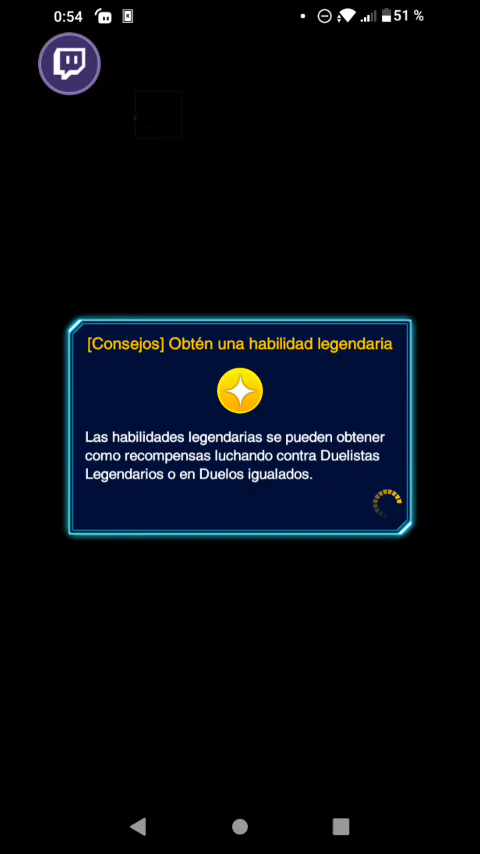 0:54
51 %
[Consejos] Obtén una habilidad legendaria
Las habilidades legendarias se pueden obtener
como recompensas luchando contra Duelistas
Legendarios o en Duelos igualados.